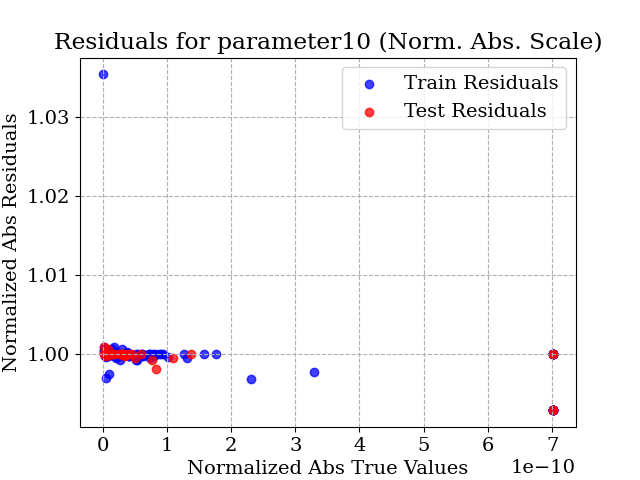 Residuals for parameter10 (Norm. Abs. Scale)
Train Residuals
Test Residuals
Normalized Abs Residuals
1.03
1.02
1.01
1.00
0 1 2 3 4 5 6 7
1e−10
Normalized Abs True Values